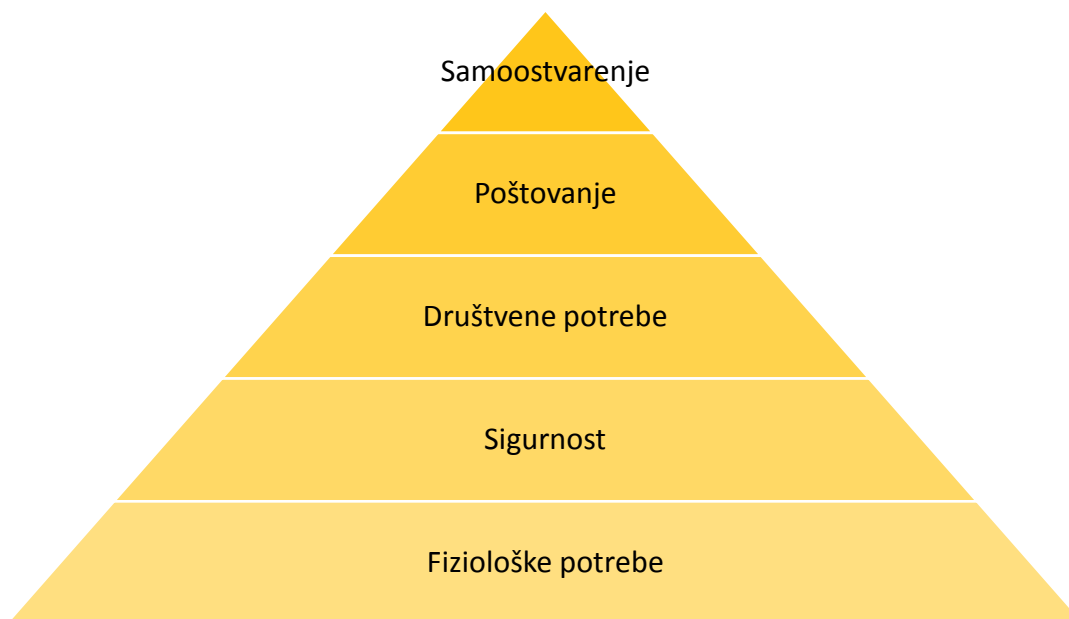 Samoostvarenje
Poštovanje
Društvene potrebe
Sigurnost
Fiziološke potrebe